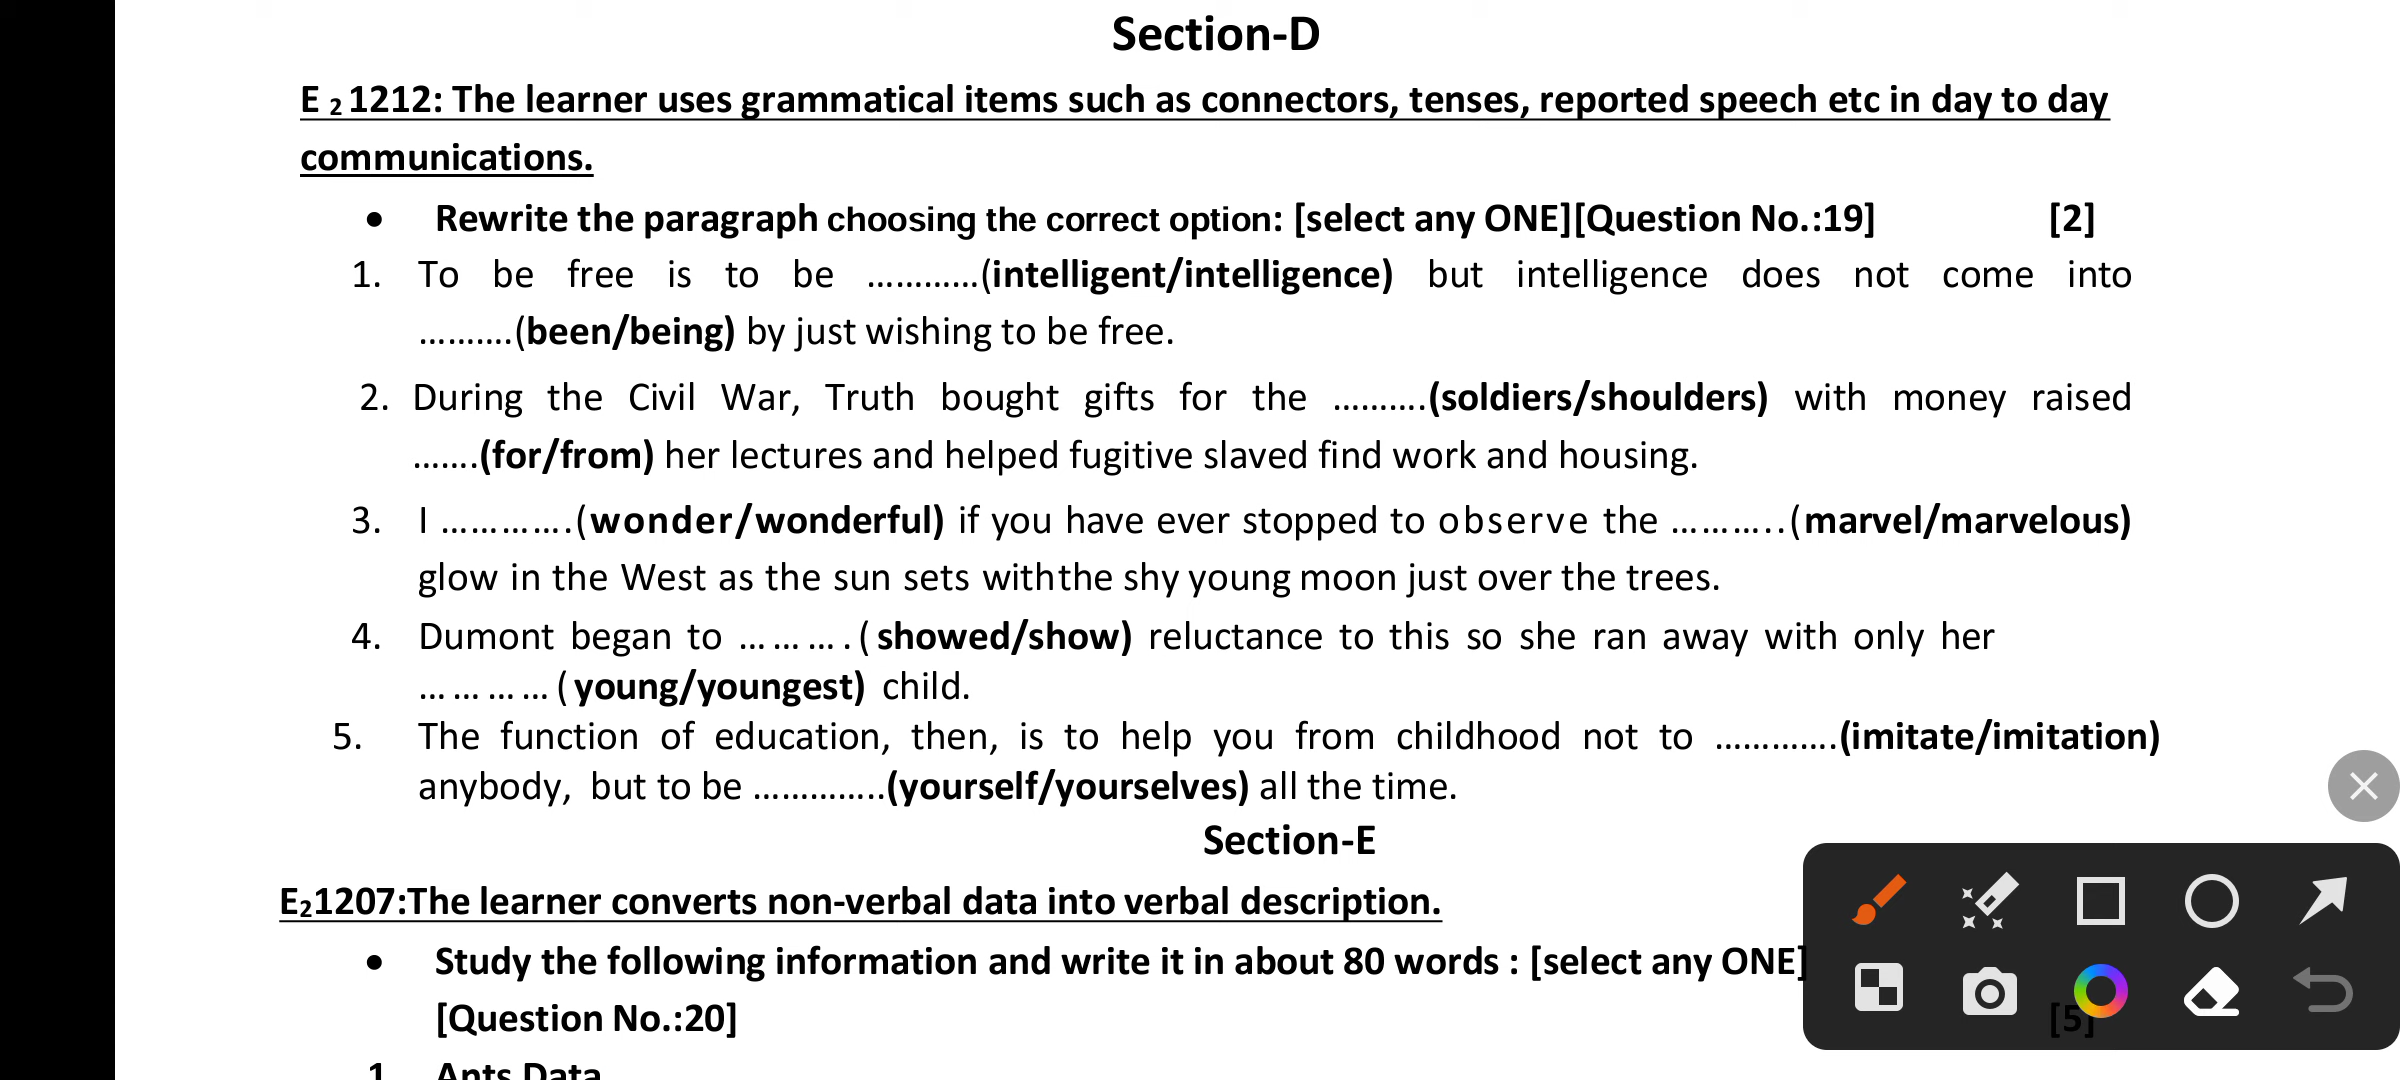 Section-D
E 2 1212: The learner uses grammatical items such as connectors, tenses, reported speech etc in day to day
communications.
• Rewrite the paragraph choosing the correct option: [select any ONE][Question No.:19] [2]
1. To be free is to be ............(intelligent/intelligence) but intelligence does not come into
..........(been/being) by just wishing to be free.
2. During the Civil War, Truth bought gifts for the ..........(soldiers/shoulders) with money raised
.......(for/from) her lectures and helped fugitive slaved find work and housing.
3. I .............(wonder/wonderful) if you have ever stopped to observe the ...........(marvel/marvelous)
glow in the West as the sun sets withthe shy young moon just over the trees.
4. Dumont began to ... ... ... . ( showed/show) reluctance to this so she ran away with only her
... ... ... ... ( young/youngest) child.
5. The function of education, then, is to help you from childhood not to .............(imitate/imitation)
anybody, but to be ..............(yourself/yourselves) all the time.
Section-E
E21207:The learner converts non-verbal data into verbal description.
• Study the following information and write it in about 80 words : [select any ONE]
[Question No.:20] [5]
1. Ants Data